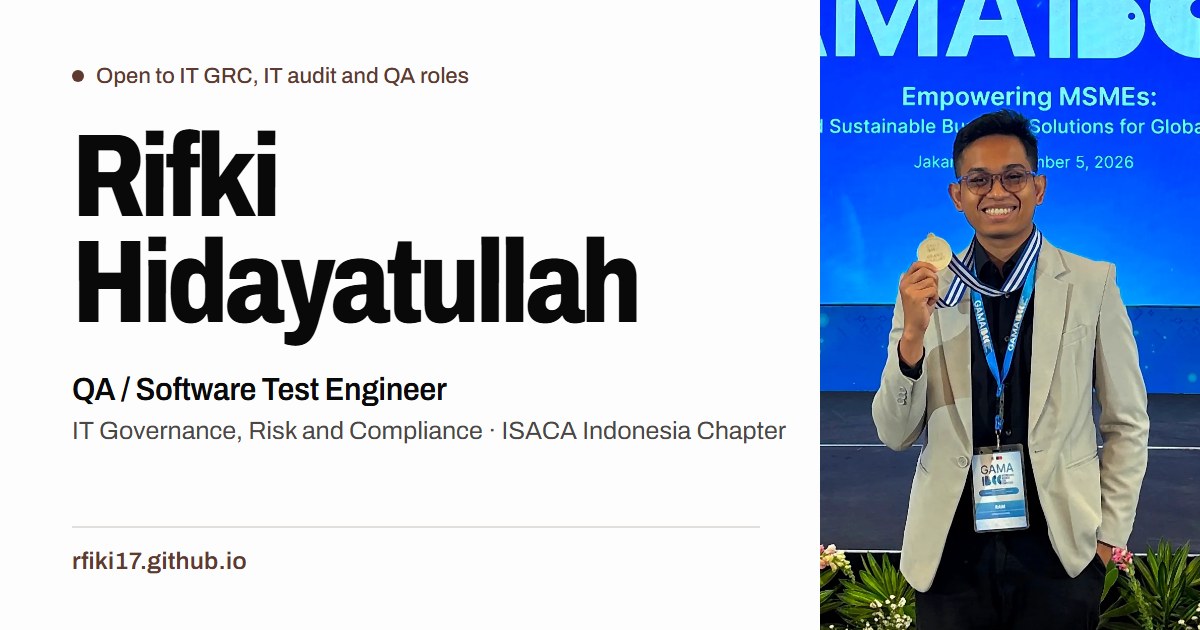 Open to IT GRC, IT audit and QA roles
Rifki
Hidayatullah
QA / Software Test Engineer
IT Governance, Risk and Compliance · ISACA Indonesia Chapter
rfiki17.github.io
Empowering MSMEs:
Sustainable Solutions for
5, 2026
GAMA